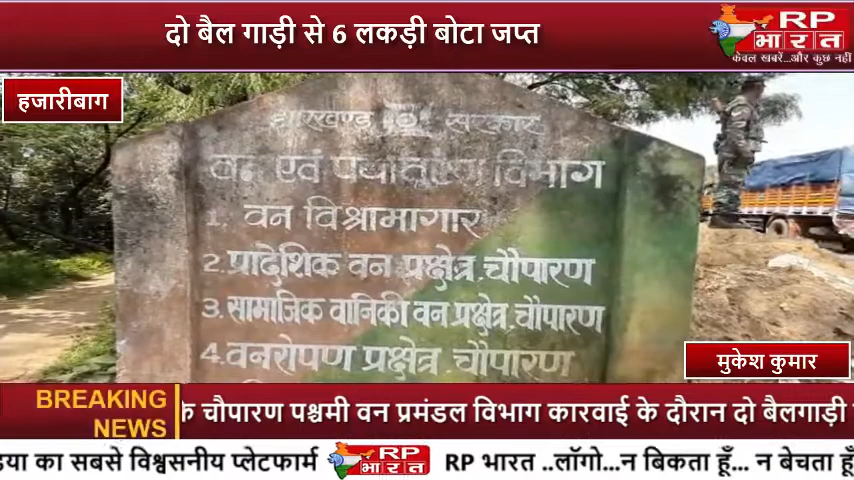 दो बैल गाड़ी से 6 लकड़ी बोटा जप्त
RP
भारत
केवल खबरें...और कुछ नहीं
हजारीबाग
झारखण्ड सरकार
वन एवं पर्यावरण विभाग
1. वन विश्रामागार
2. प्रादेशिक वन प्रक्षेत्र, चौपारण
3. सामाजिक वानिकी वन प्रक्षेत्र, चौपारण
4. वनरोपण प्रक्षेत्र, चौपारण
मुकेश कुमार
BREAKING NEWS
के चौपारण पश्चमी वन प्रमंडल विभाग कारवाई के दौरान दो बैलगाड़ी
का सबसे विश्वसनीय प्लेटफार्म RP भारत RP भारत ..लॉगो...न बिकता हूँ... न बेचता हूँ